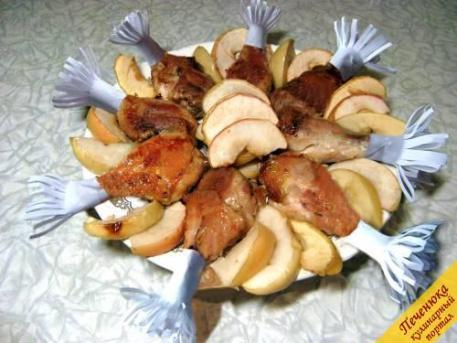 Печенюка
кулинарный
портал